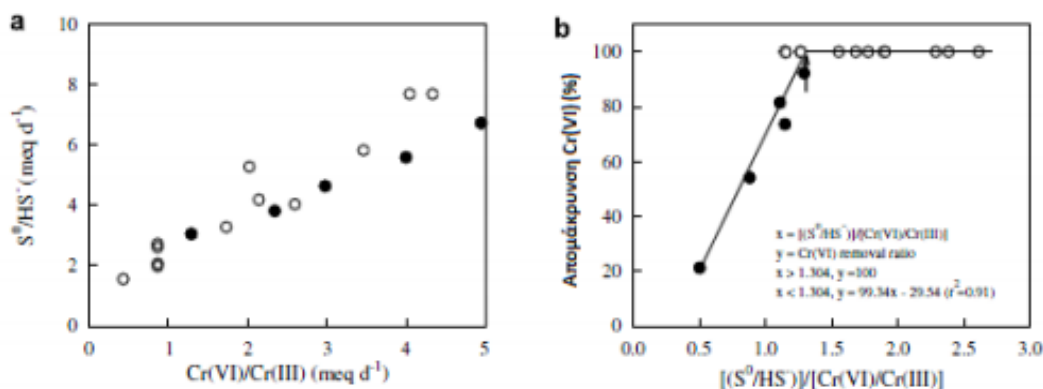 a
10
8
6
4
2
0
S⁰/HS⁻ (meq d⁻¹)
0 1 2 3 4 5
Cr(VI)/Cr(III) (meq d⁻¹)
b
100
80
60
40
20
0
Απομάκρυνση Cr(VI) (%)
x = [(S⁰/HS⁻)]/[Cr(VI)/Cr(III)]
y = Cr(VI) removal ratio
x > 1.304, y =100
x < 1.304, y = 99.34x - 29.54 (r²=0.91)
0.0 0.5 1.0 1.5 2.0 2.5 3.0
[(S⁰/HS⁻)]/[Cr(VI)/Cr(III)]